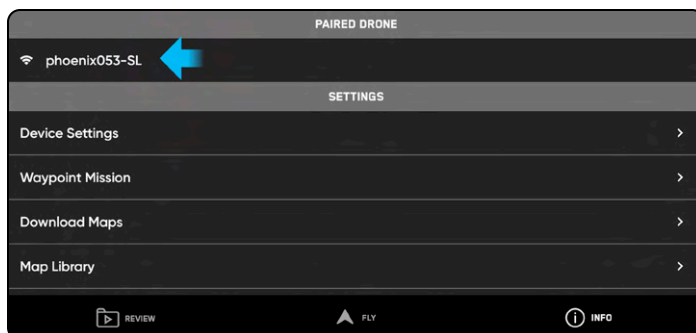 PAIRED DRONE
phoenix053-SL
SETTINGS
Device Settings
Waypoint Mission
Download Maps
Map Library
REVIEW FLY INFO